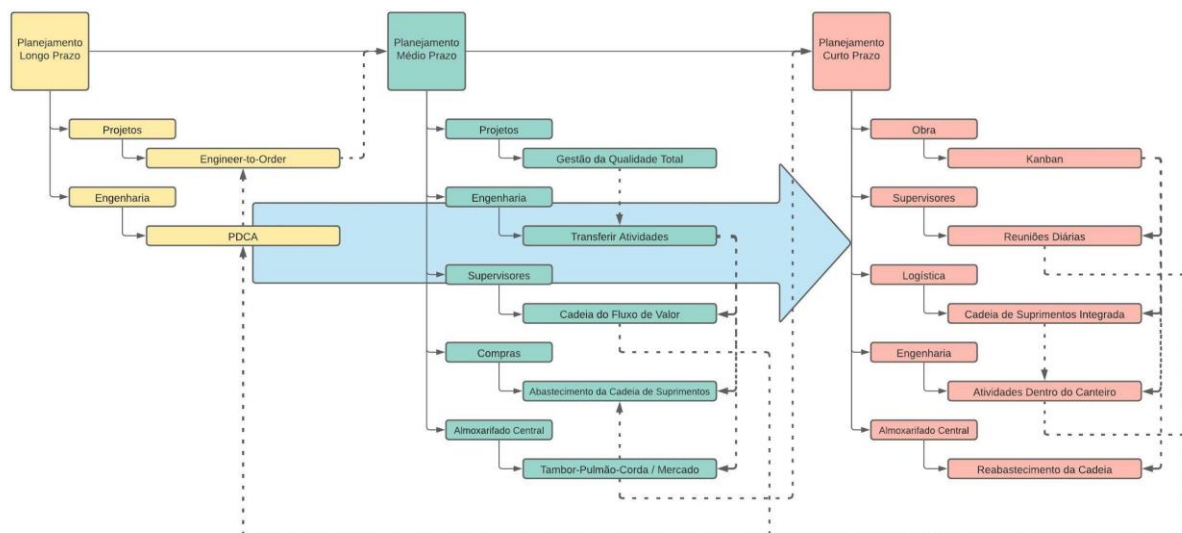 Planejamento
Longo Prazo
Projetos
Engineer-to-Order
Engenharia
PDCA
Planejamento
Médio Prazo
Projetos
Gestão da Qualidade Total
Engenharia
Transferir Atividades
Supervisores
Cadeia do Fluxo de Valor
Compras
Abastecimento da Cadeia de Suprimentos
Almoxarifado Central
Tambor-Pulmão-Corda / Mercado
Planejamento
Curto Prazo
Obra
Kanban
Supervisores
Reuniões Diárias
Logística
Cadeia de Suprimentos Integrada
Engenharia
Atividades Dentro do Canteiro
Almoxarifado Central
Reabastecimento da Cadeia